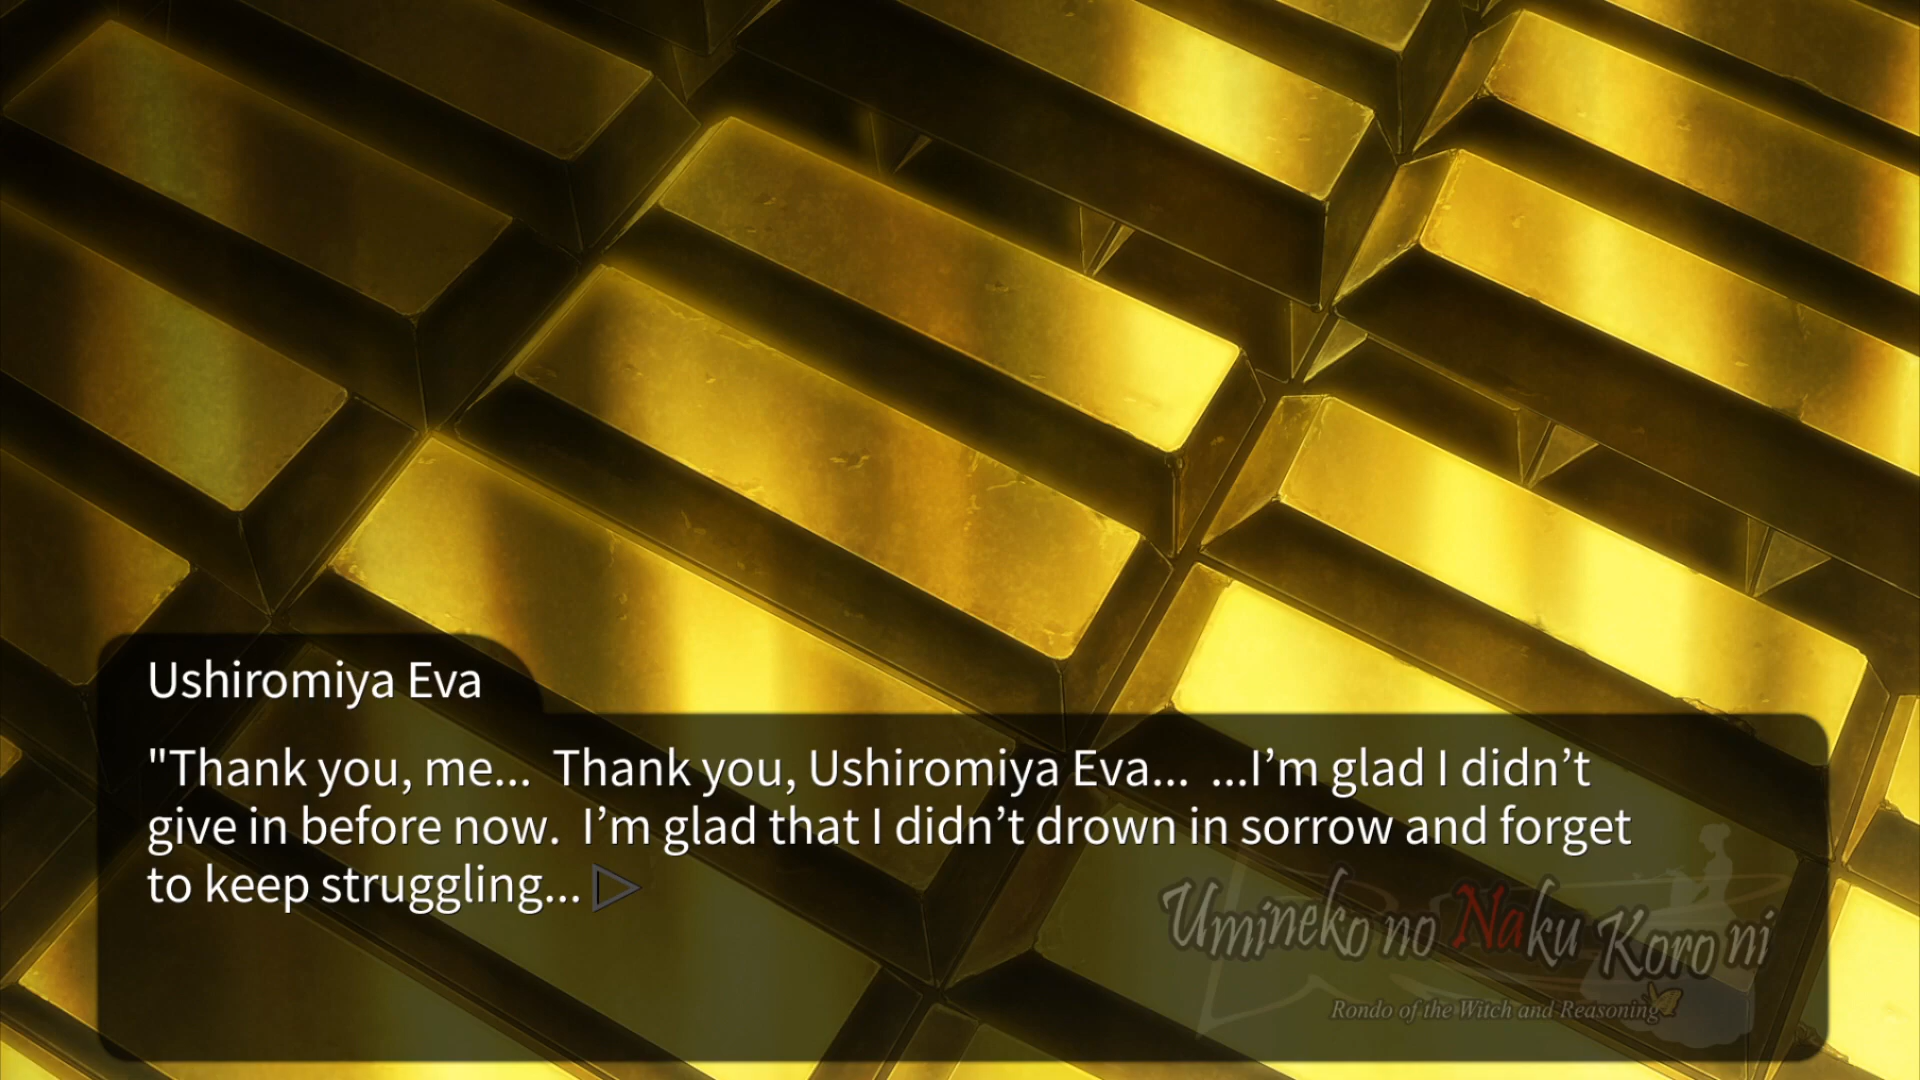 Ushiromiya Eva
"Thank you, me...  Thank you, Ushiromiya Eva...  ...I’m glad I didn’t
give in before now.  I’m glad that I didn’t drown in sorrow and forget
to keep struggling...
Umineko no Naku Koro ni
Rondo of the Witch and Reasoning